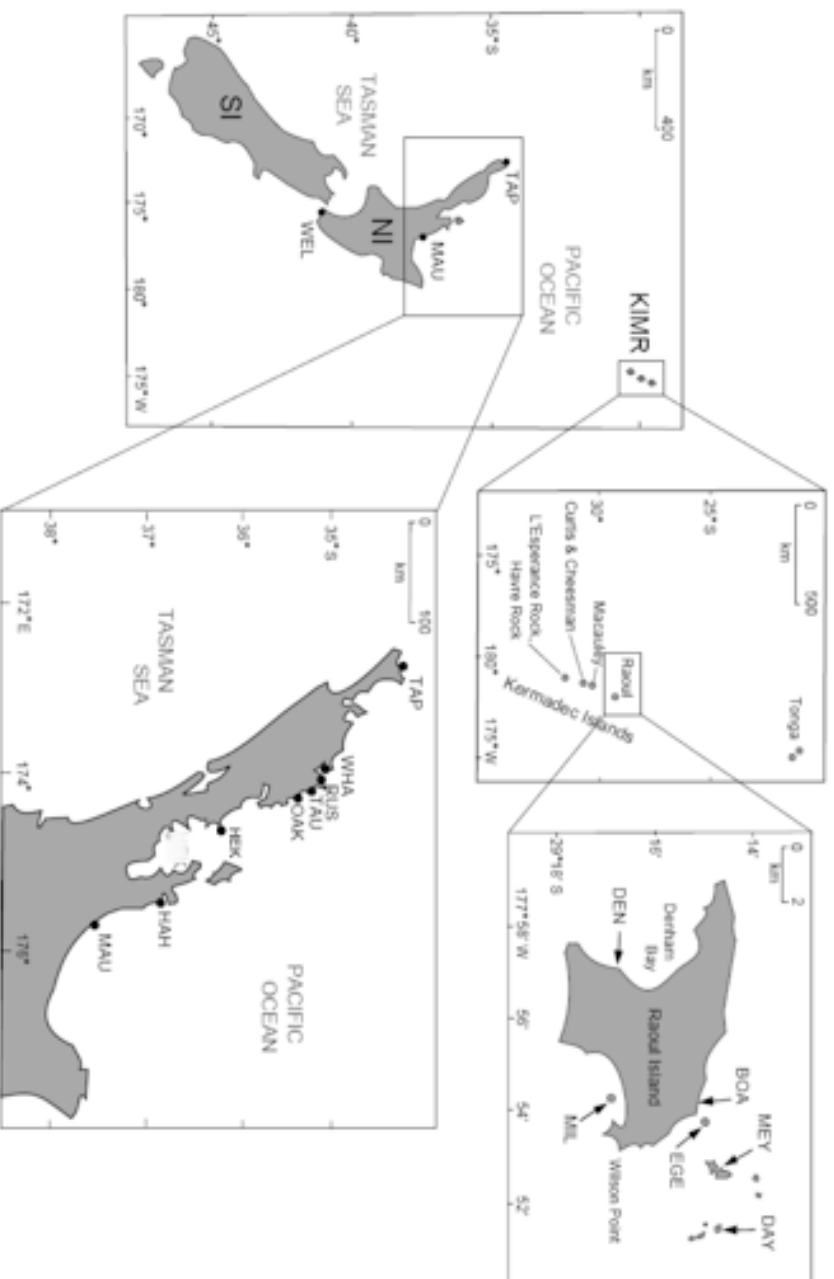 0 400
km
35° S
40°
45°
170°
175°
180°
175°W
TASMAN
SEA
PACIFIC
OCEAN
KIMR
TAP
MAU
NI
WEL
SI
0 500
km
25° S
30°
175°
180°
175°W
Tonga
Raoul
Macauley
Curtis & Cheesman
L'Esperance Rock
Havre Rock
Kermadec Islands
0 2
km
14'
16'
29°18' S
177°58' W
56'
54'
52'
Denham
Bay
DEN
Raoul Island
BOA
MEY
DAY
EGE
MIL
Wilson Point
0 100
km
35° S
36°
37°
38°
172°E
174°
176°
TASMAN
SEA
PACIFIC
OCEAN
TAP
WHA
RUS
TAU
OAK
HEK
HAH
MAU